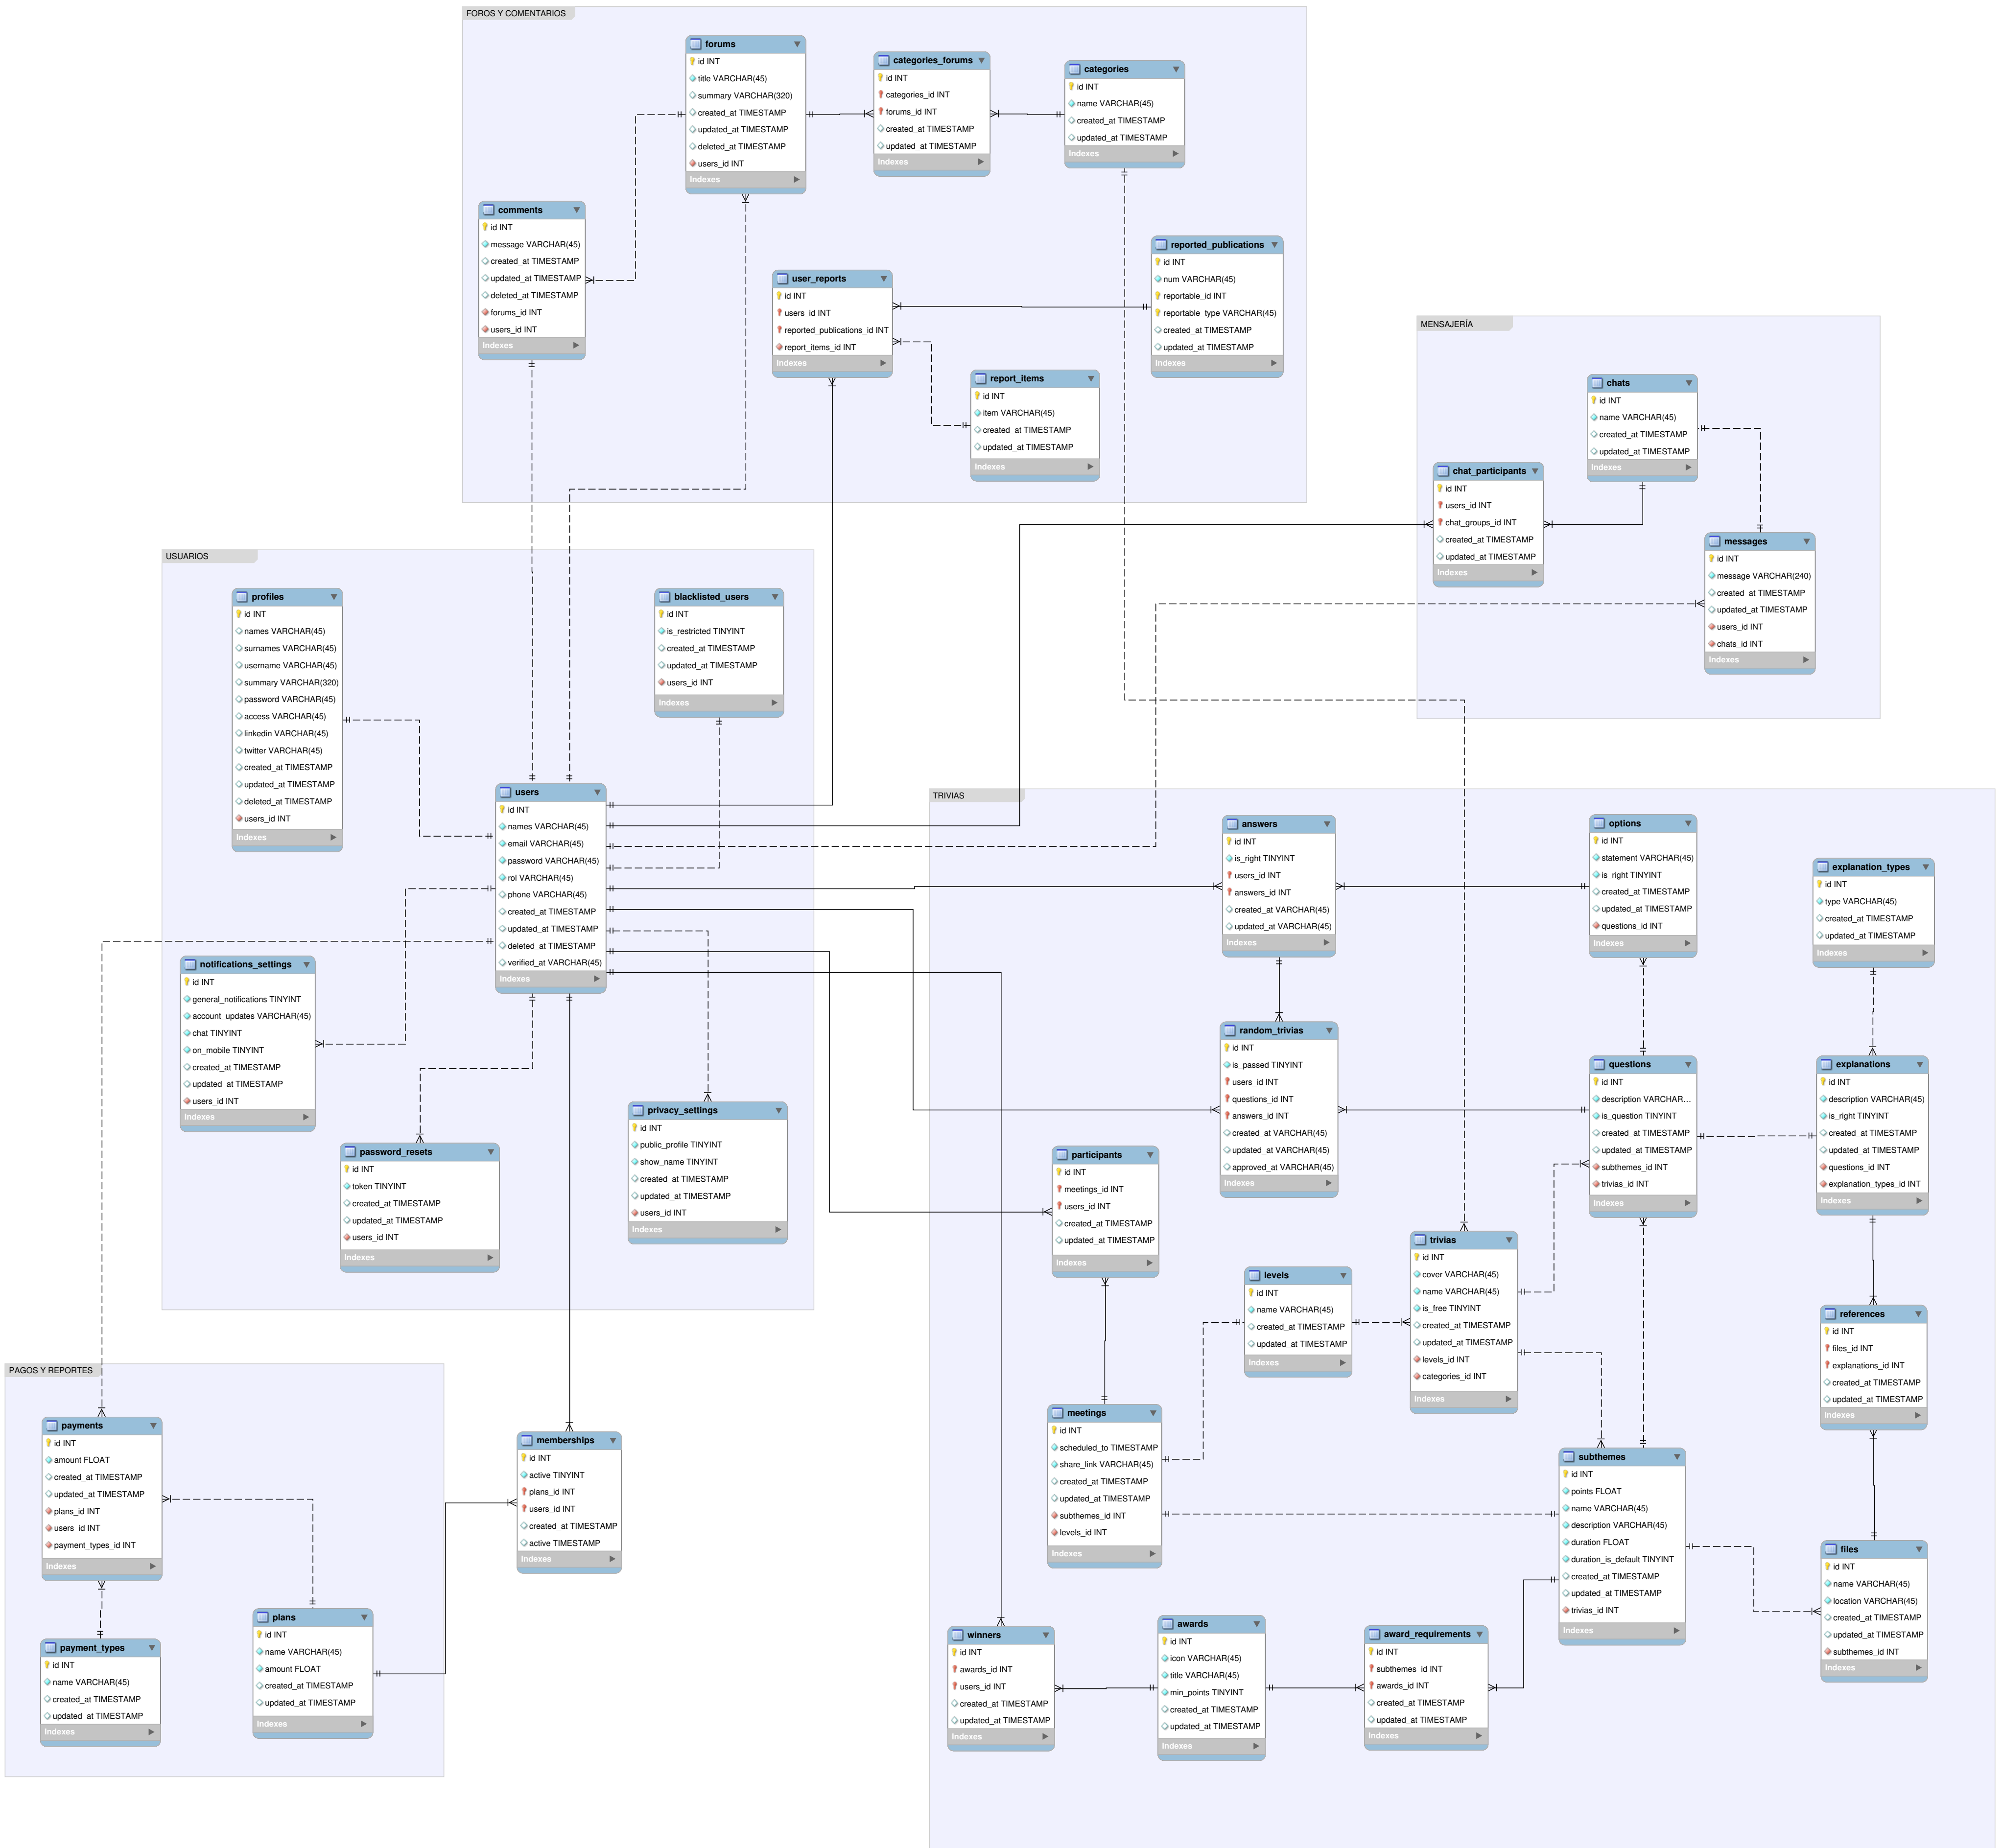 FOROS Y COMENTARIOS
forums
id INT
title VARCHAR(45)
summary VARCHAR(320)
created_at TIMESTAMP
updated_at TIMESTAMP
deleted_at TIMESTAMP
users_id INT
Indexes
categories_forums
id INT
categories_id INT
forums_id INT
created_at TIMESTAMP
updated_at TIMESTAMP
Indexes
categories
id INT
name VARCHAR(45)
created_at TIMESTAMP
updated_at TIMESTAMP
Indexes
comments
id INT
message VARCHAR(45)
created_at TIMESTAMP
updated_at TIMESTAMP
deleted_at TIMESTAMP
forums_id INT
users_id INT
Indexes
user_reports
id INT
users_id INT
reported_publications_id INT
report_items_id INT
Indexes
reported_publications
id INT
num VARCHAR(45)
reportable_id INT
reportable_type VARCHAR(45)
created_at TIMESTAMP
updated_at TIMESTAMP
Indexes
report_items
id INT
item VARCHAR(45)
created_at TIMESTAMP
updated_at TIMESTAMP
Indexes
MENSAJERÍA
chats
id INT
name VARCHAR(45)
created_at TIMESTAMP
updated_at TIMESTAMP
Indexes
chat_participants
id INT
users_id INT
chat_groups_id INT
created_at TIMESTAMP
updated_at TIMESTAMP
Indexes
messages
id INT
message VARCHAR(240)
created_at TIMESTAMP
updated_at TIMESTAMP
users_id INT
chats_id INT
Indexes
USUARIOS
profiles
id INT
names VARCHAR(45)
surnames VARCHAR(45)
username VARCHAR(45)
summary VARCHAR(320)
password VARCHAR(45)
access VARCHAR(45)
linkedin VARCHAR(45)
twitter VARCHAR(45)
created_at TIMESTAMP
updated_at TIMESTAMP
deleted_at TIMESTAMP
users_id INT
Indexes
blacklisted_users
id INT
is_restricted TINYINT
created_at TIMESTAMP
updated_at TIMESTAMP
users_id INT
Indexes
users
id INT
names VARCHAR(45)
email VARCHAR(45)
password VARCHAR(45)
rol VARCHAR(45)
phone VARCHAR(45)
created_at TIMESTAMP
updated_at TIMESTAMP
deleted_at TIMESTAMP
verified_at VARCHAR(45)
Indexes
notifications_settings
id INT
general_notifications TINYINT
account_updates VARCHAR(45)
chat TINYINT
on_mobile TINYINT
created_at TIMESTAMP
updated_at TIMESTAMP
users_id INT
Indexes
password_resets
id INT
token TINYINT
created_at TIMESTAMP
updated_at TIMESTAMP
users_id INT
Indexes
privacy_settings
id INT
public_profile TINYINT
show_name TINYINT
created_at TIMESTAMP
updated_at TIMESTAMP
users_id INT
Indexes
TRIVIAS
answers
id INT
is_right TINYINT
users_id INT
answers_id INT
created_at VARCHAR(45)
updated_at VARCHAR(45)
Indexes
options
id INT
statement VARCHAR(45)
is_right TINYINT
created_at TIMESTAMP
updated_at TIMESTAMP
questions_id INT
Indexes
explanation_types
id INT
type VARCHAR(45)
created_at TIMESTAMP
updated_at TIMESTAMP
Indexes
random_trivias
id INT
is_passed TINYINT
users_id INT
questions_id INT
answers_id INT
created_at VARCHAR(45)
updated_at VARCHAR(45)
approved_at VARCHAR(45)
Indexes
questions
id INT
description VARCHAR...
is_question TINYINT
created_at TIMESTAMP
updated_at TIMESTAMP
subthemes_id INT
trivias_id INT
Indexes
explanations
id INT
description VARCHAR(45)
is_right TINYINT
created_at TIMESTAMP
updated_at TIMESTAMP
questions_id INT
explanation_types_id INT
Indexes
participants
id INT
meetings_id INT
users_id INT
created_at TIMESTAMP
updated_at TIMESTAMP
Indexes
levels
id INT
name VARCHAR(45)
created_at TIMESTAMP
updated_at TIMESTAMP
Indexes
trivias
id INT
cover VARCHAR(45)
name VARCHAR(45)
is_free TINYINT
created_at TIMESTAMP
updated_at TIMESTAMP
levels_id INT
categories_id INT
Indexes
references
id INT
files_id INT
explanations_id INT
created_at TIMESTAMP
updated_at TIMESTAMP
Indexes
meetings
id INT
scheduled_to TIMESTAMP
share_link VARCHAR(45)
created_at TIMESTAMP
updated_at TIMESTAMP
subthemes_id INT
levels_id INT
Indexes
subthemes
id INT
points FLOAT
name VARCHAR(45)
description VARCHAR(45)
duration FLOAT
duration_is_default TINYINT
created_at TIMESTAMP
updated_at TIMESTAMP
trivias_id INT
Indexes
files
id INT
name VARCHAR(45)
location VARCHAR(45)
created_at TIMESTAMP
updated_at TIMESTAMP
subthemes_id INT
Indexes
winners
id INT
awards_id INT
users_id INT
created_at TIMESTAMP
updated_at TIMESTAMP
Indexes
awards
id INT
icon VARCHAR(45)
title VARCHAR(45)
min_points TINYINT
created_at TIMESTAMP
updated_at TIMESTAMP
Indexes
award_requirements
id INT
subthemes_id INT
awards_id INT
created_at TIMESTAMP
updated_at TIMESTAMP
Indexes
PAGOS Y REPORTES
payments
id INT
amount FLOAT
created_at TIMESTAMP
updated_at TIMESTAMP
plans_id INT
users_id INT
payment_types_id INT
Indexes
payment_types
id INT
name VARCHAR(45)
created_at TIMESTAMP
updated_at TIMESTAMP
Indexes
plans
id INT
name VARCHAR(45)
amount FLOAT
created_at TIMESTAMP
updated_at TIMESTAMP
Indexes
memberships
id INT
active TINYINT
plans_id INT
users_id INT
created_at TIMESTAMP
active TIMESTAMP
Indexes